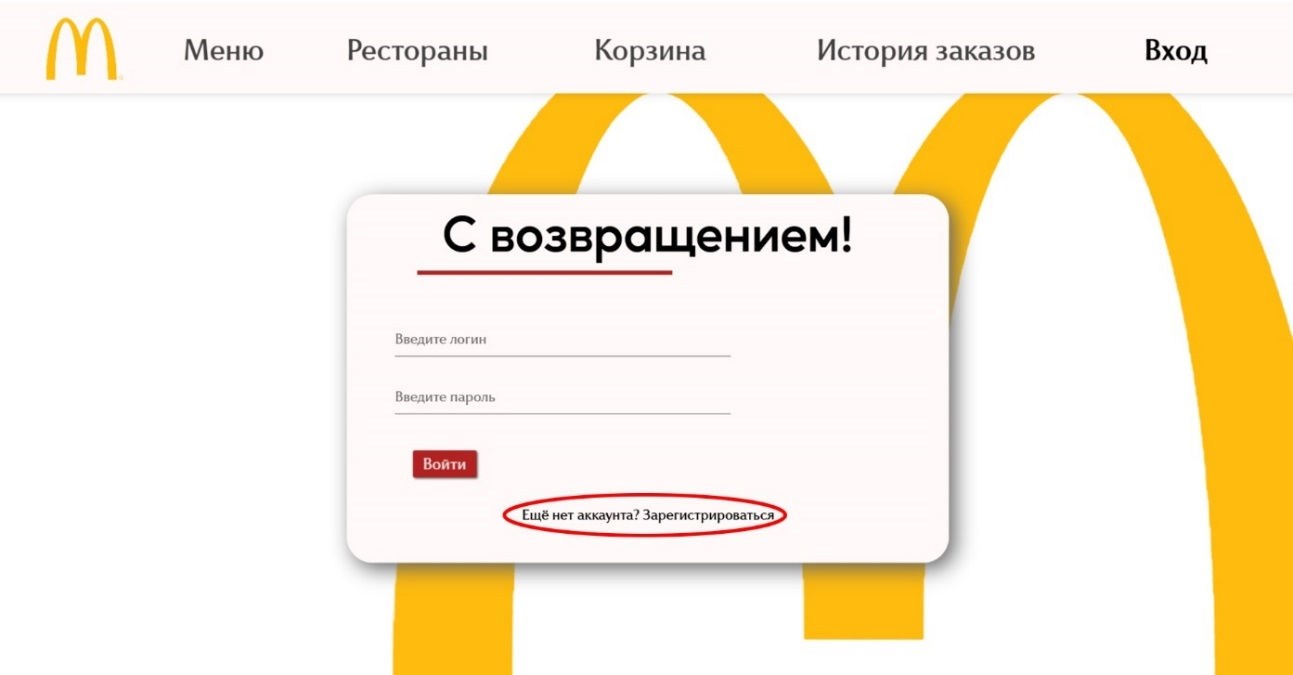 Меню Рестораны Корзина История заказов Вход
С возвращением!
Введите логин
Введите пароль
Войти
Ещё нет аккаунта? Зарегистрироваться